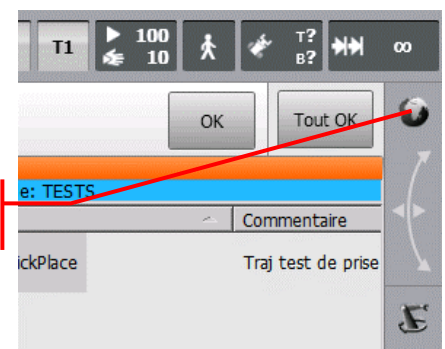 T1 100 10 T? B? ∞
OK Tout OK
e: TESTS
Commentaire
ickPlace Traj test de prise